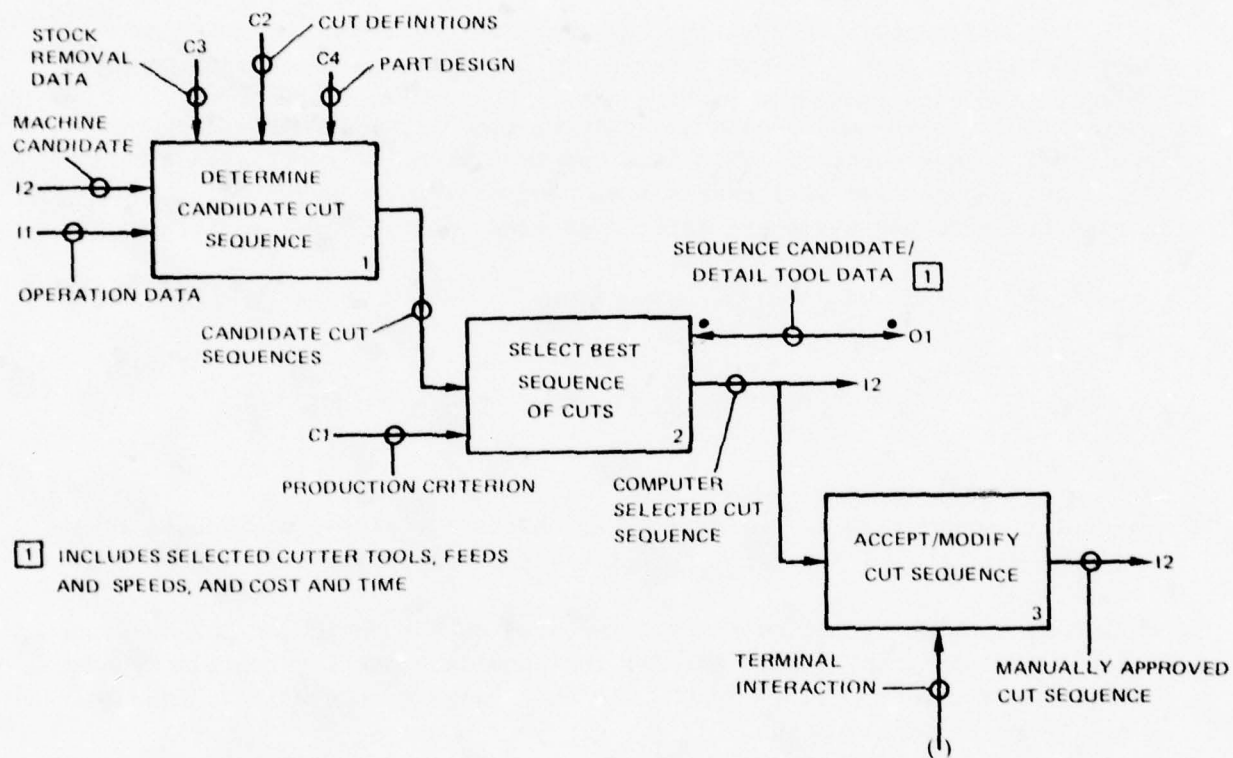 C2
CUT DEFINITIONS
STOCK
REMOVAL
DATA
C3
C4
PART DESIGN
MACHINE
CANDIDATE
I2
I1
OPERATION DATA
DETERMINE
CANDIDATE CUT
SEQUENCE
1
CANDIDATE CUT
SEQUENCES
SEQUENCE CANDIDATE/
DETAIL TOOL DATA 1
O1
SELECT BEST
SEQUENCE
OF CUTS
2
I2
C1
PRODUCTION CRITERION
COMPUTER
SELECTED CUT
SEQUENCE
1 INCLUDES SELECTED CUTTER TOOLS, FEEDS
AND SPEEDS, AND COST AND TIME
ACCEPT/MODIFY
CUT SEQUENCE
3
I2
TERMINAL
INTERACTION
MANUALLY APPROVED
CUT SEQUENCE
( )